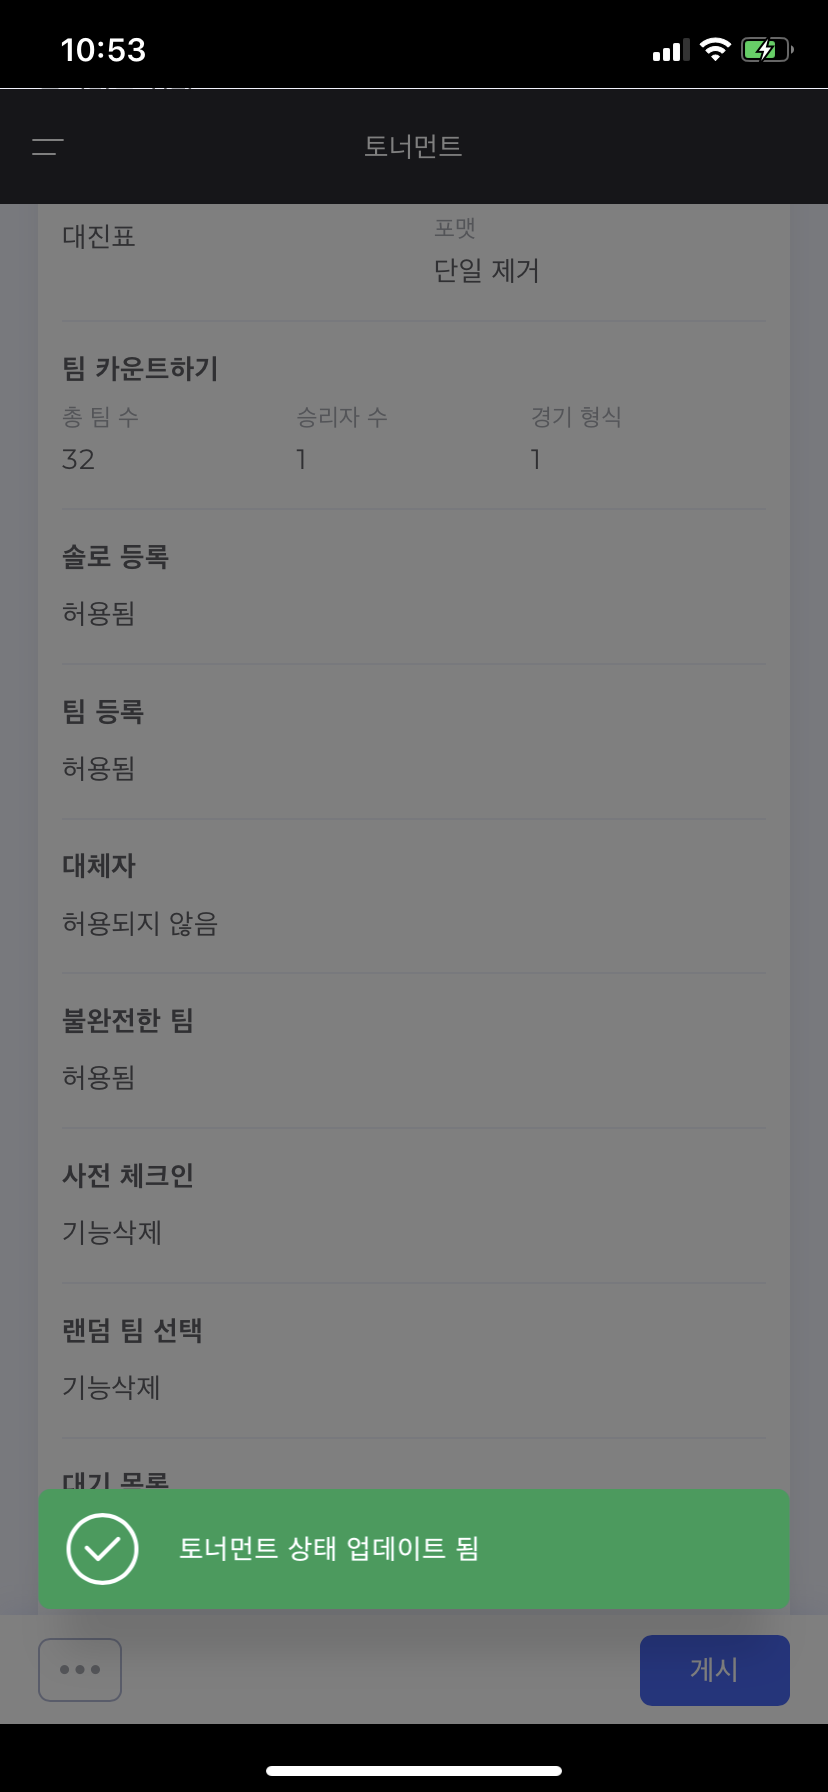 10:53
토너먼트
대진표
포맷
단일 제거
팀 카운트하기
총 팀 수
승리자 수
경기 형식
32
1
1
솔로 등록
허용됨
팀 등록
허용됨
대체자
허용되지 않음
불완전한 팀
허용됨
사전 체크인
기능삭제
랜덤 팀 선택
기능삭제
대기 목록
토너먼트 상태 업데이트 됨
게시